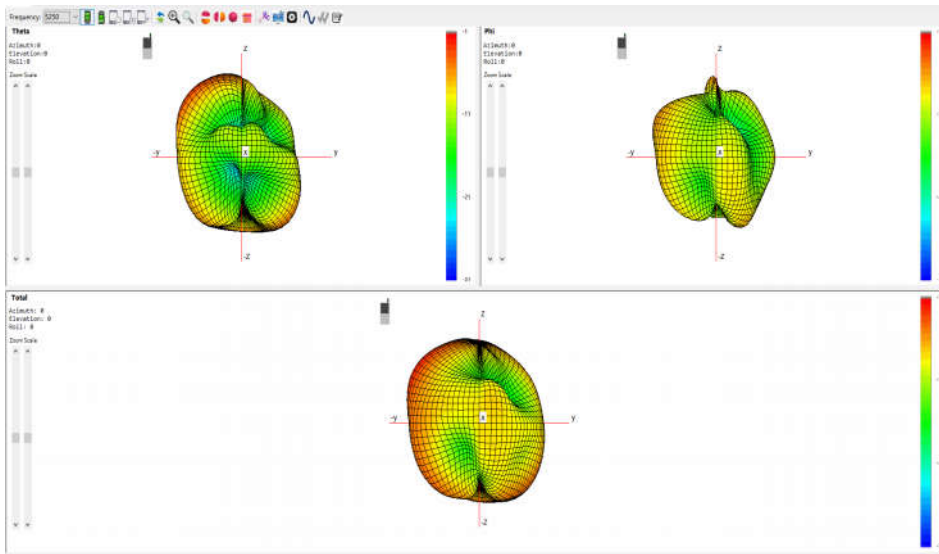 Frequency: 5250
Theta
Azimuth:0
Elevation:0
Roll:0
Zoom Scale
z
-y
x
y
-z
-11
-21
-31
Phi
Azimuth:0
Elevation:0
Roll:0
Zoom Scale
z
-y
x
y
-z
Total
Azimuth: 0
Elevation: 0
Roll: 0
Zoom Scale
z
-y
x
y
-z